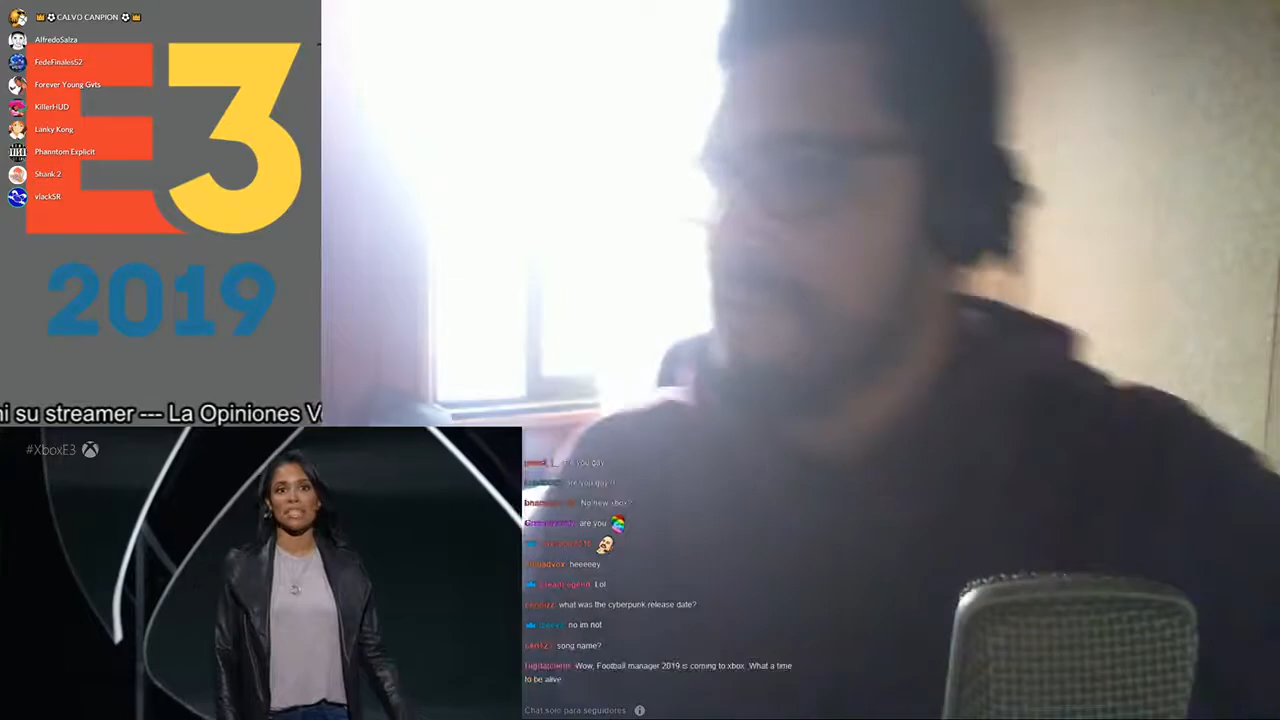 CALVO CANPION
AlfredoSalza
FedeFinales52
Forever Young Gvts
KillerHUD
Lanky Kong
Phanntom Explicit
Shank 2
vJackSR
E3
2019
ni su streamer --- La Opiniones V
#XboxE3
you gay
are you gay
No new xbox?
are you
heeeeey
Lol
what was the cyberpunk release date?
no im not
song name?
Wow, Football manager 2019 is coming to xbox. What a time
to be alive
Chat solo para seguidores